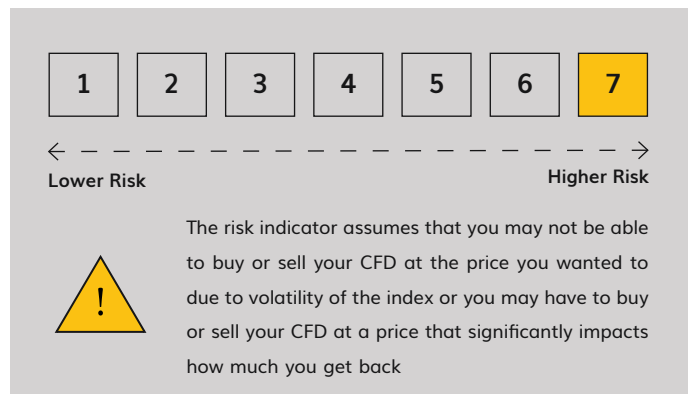 1 2 3 4 5 6 7
Lower Risk Higher Risk
The risk indicator assumes that you may not be able
to buy or sell your CFD at the price you wanted to
due to volatility of the index or you may have to buy
or sell your CFD at a price that significantly impacts
how much you get back
!